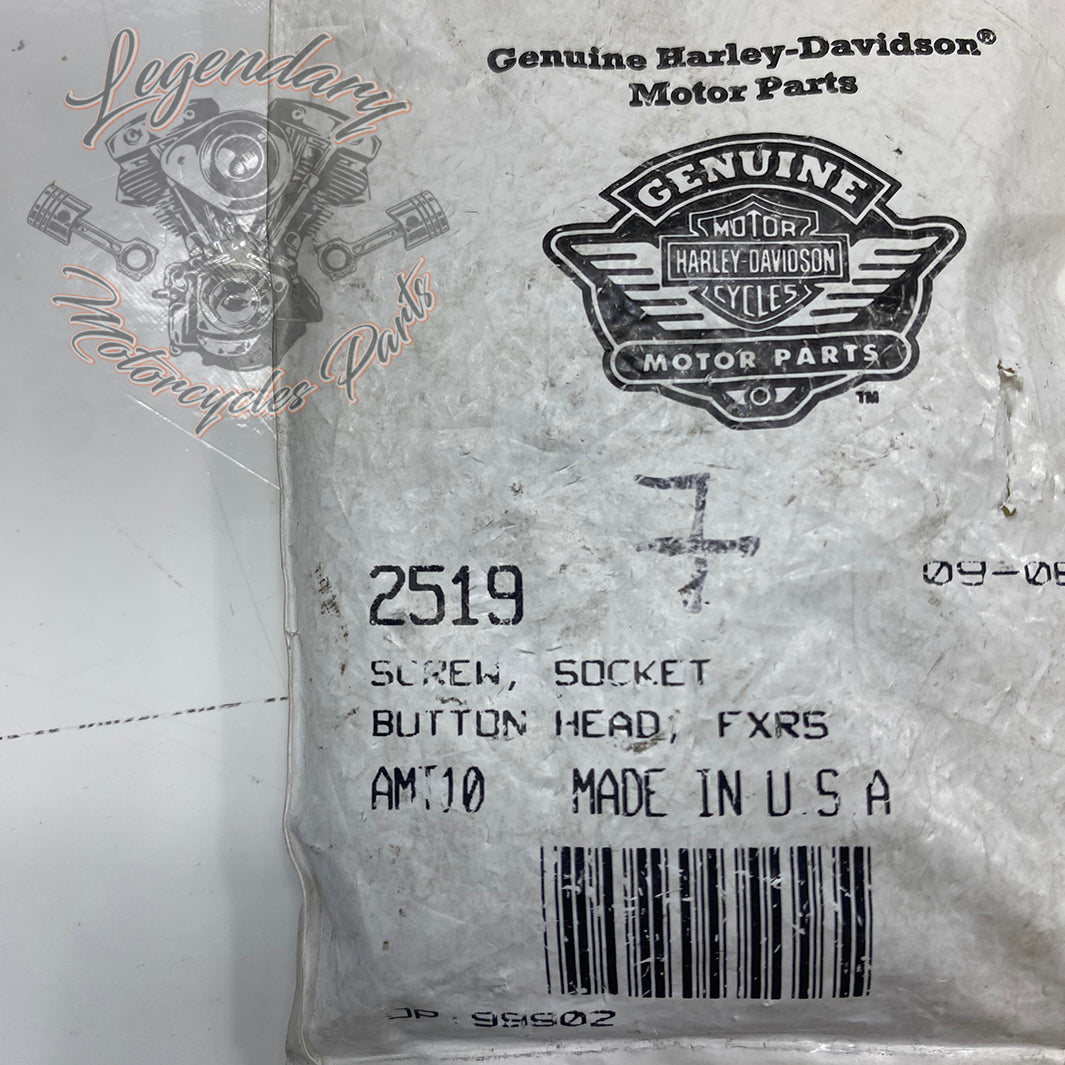 Legendary
Motorcycles Parts
Genuine Harley-Davidson®
Motor Parts
GENUINE
MOTOR
HARLEY-DAVIDSON
CYCLES
MOTOR PARTS
TM
7
2519
SCREW, SOCKET
BUTTON HEAD, FXRS
AMT10 MADE IN U.S.A